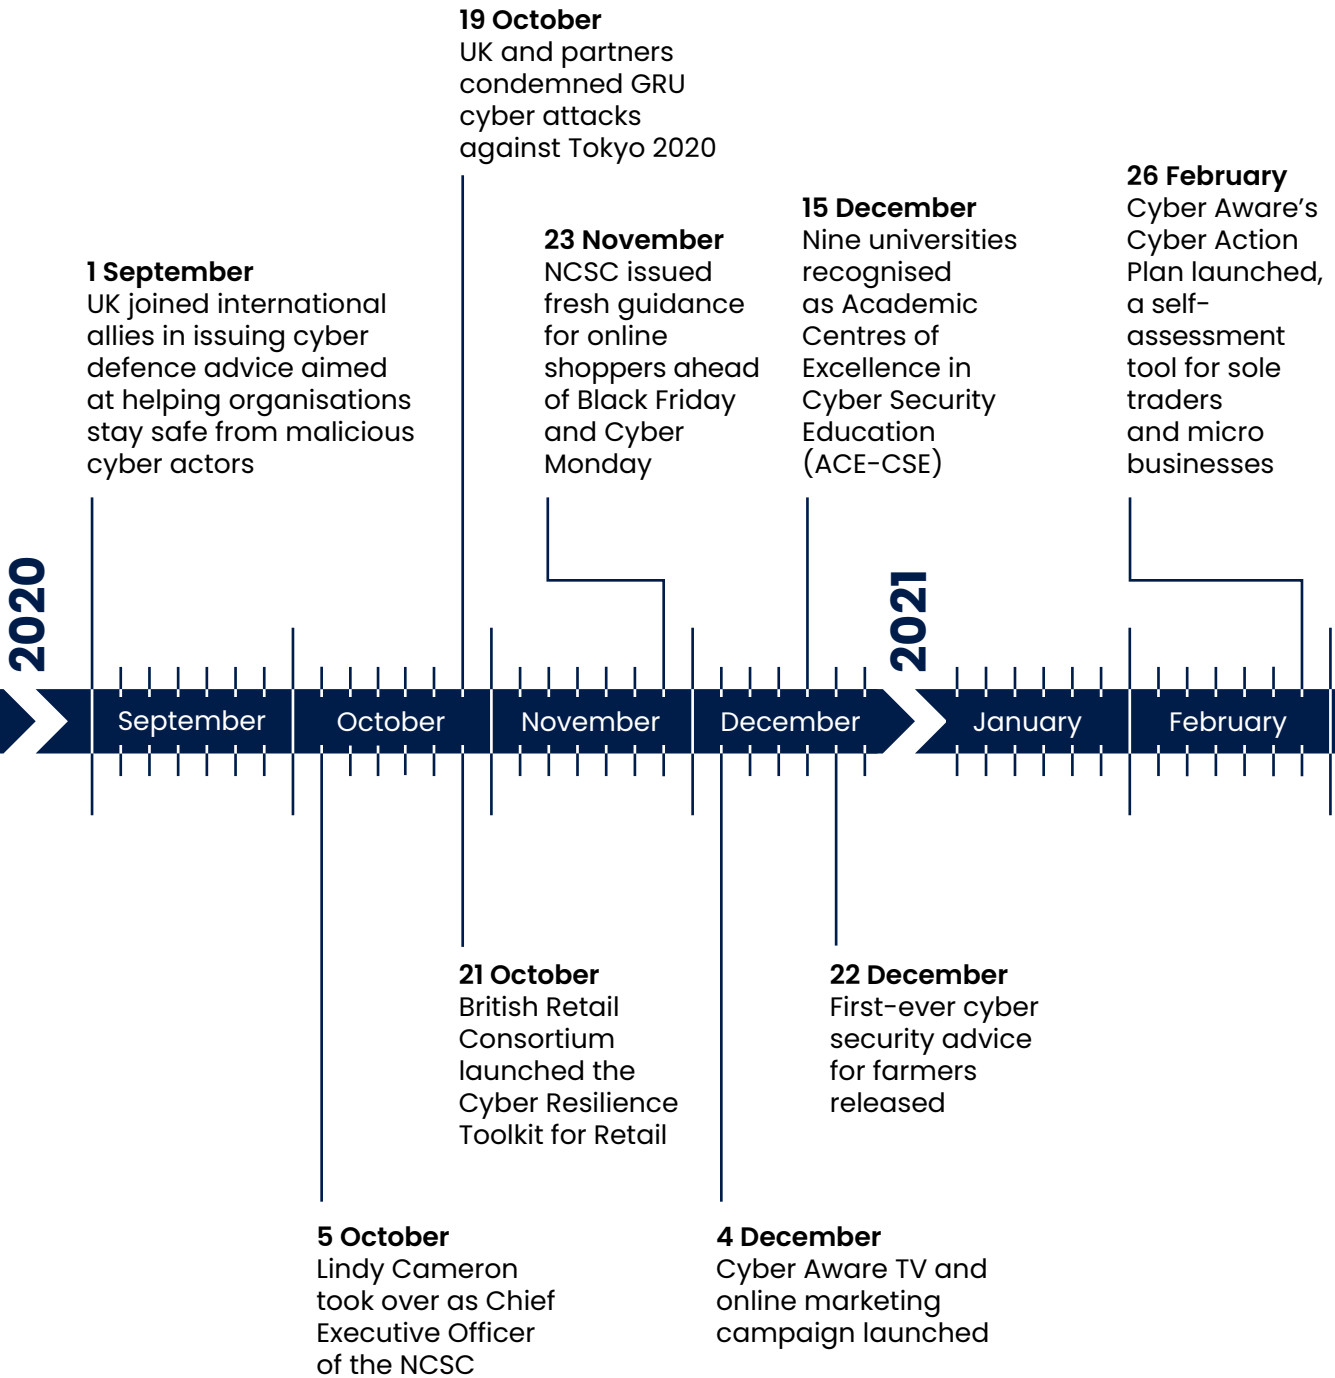 19 October
UK and partners
condemned GRU
cyber attacks
against Tokyo 2020
26 February
Cyber Aware’s
Cyber Action
Plan launched,
a self-
assessment
tool for sole
traders
and micro
businesses
15 December
Nine universities
recognised
as Academic
Centres of
Excellence in
Cyber Security
Education
(ACE-CSE)
23 November
NCSC issued
fresh guidance
for online
shoppers ahead
of Black Friday
and Cyber
Monday
1 September
UK joined international
allies in issuing cyber
defence advice aimed
at helping organisations
stay safe from malicious
cyber actors
2020
2021
September
October
November
December
January
February
21 October
British Retail
Consortium
launched the
Cyber Resilience
Toolkit for Retail
22 December
First-ever cyber
security advice
for farmers
released
5 October
Lindy Cameron
took over as Chief
Executive Officer
of the NCSC
4 December
Cyber Aware TV and
online marketing
campaign launched